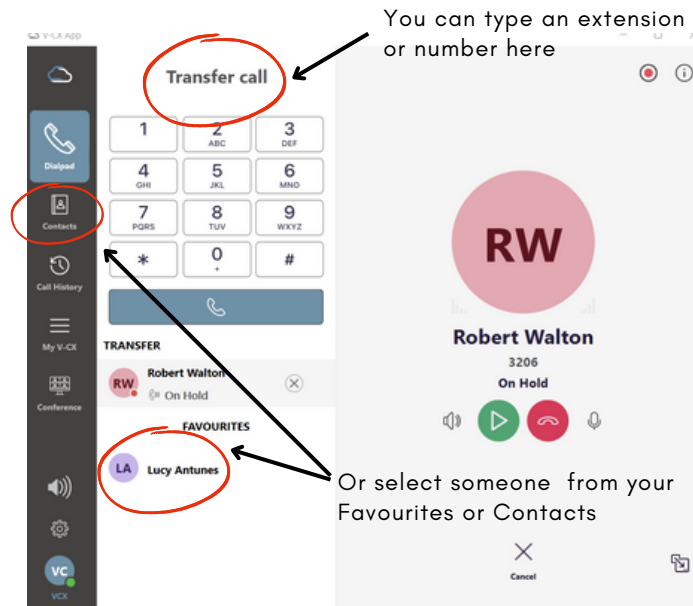 You can type an extension
or number here
V-CX App
Transfer call
1
2
ABC
3
DEF
4
GHI
5
JKL
6
MNO
7
PQRS
8
TUV
9
WXYZ
*
0
+
#
Dialpad
Contacts
Call History
My V-CX
Conference
VC
VCX
TRANSFER
RW
Robert Walton
On Hold
FAVOURITES
LA
Lucy Antunes
RW
Robert Walton
3206
On Hold
Or select someone from your
Favourites or Contacts
Cancel